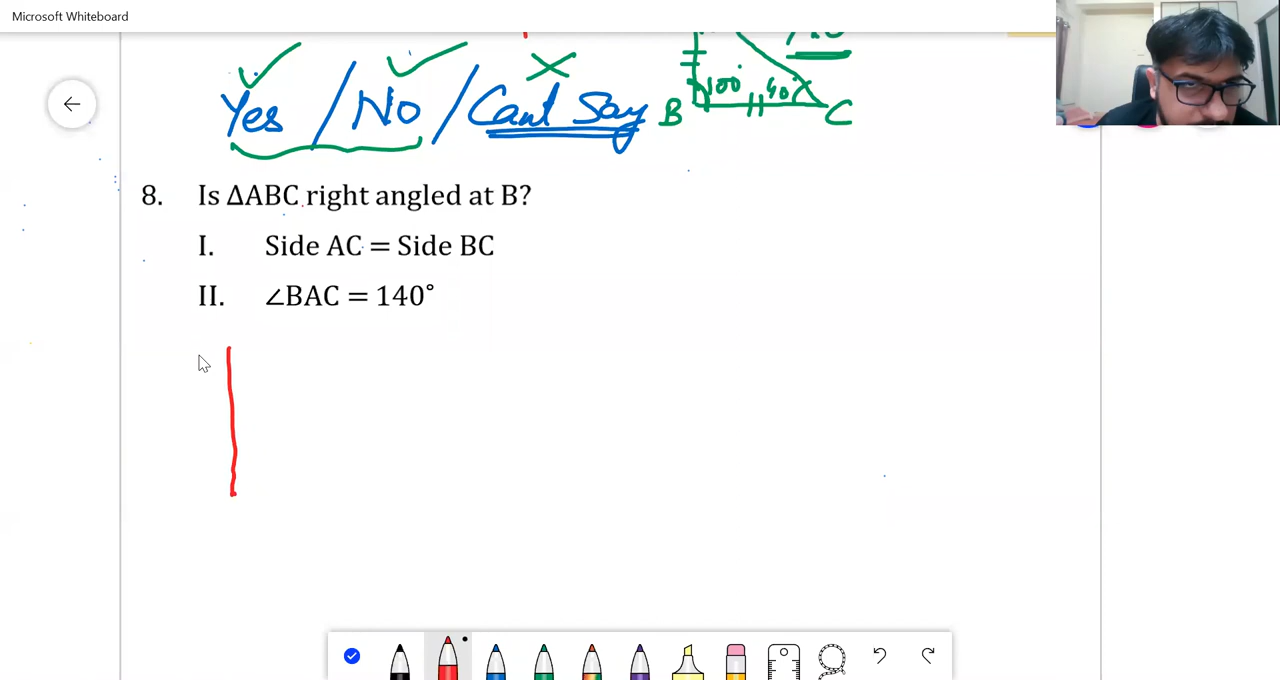 Microsoft Whiteboard
Yes / No / Cant Say
100° 40°
B C
8. Is ΔABC right angled at B?
I. Side AC = Side BC
II. ∠BAC = 140°